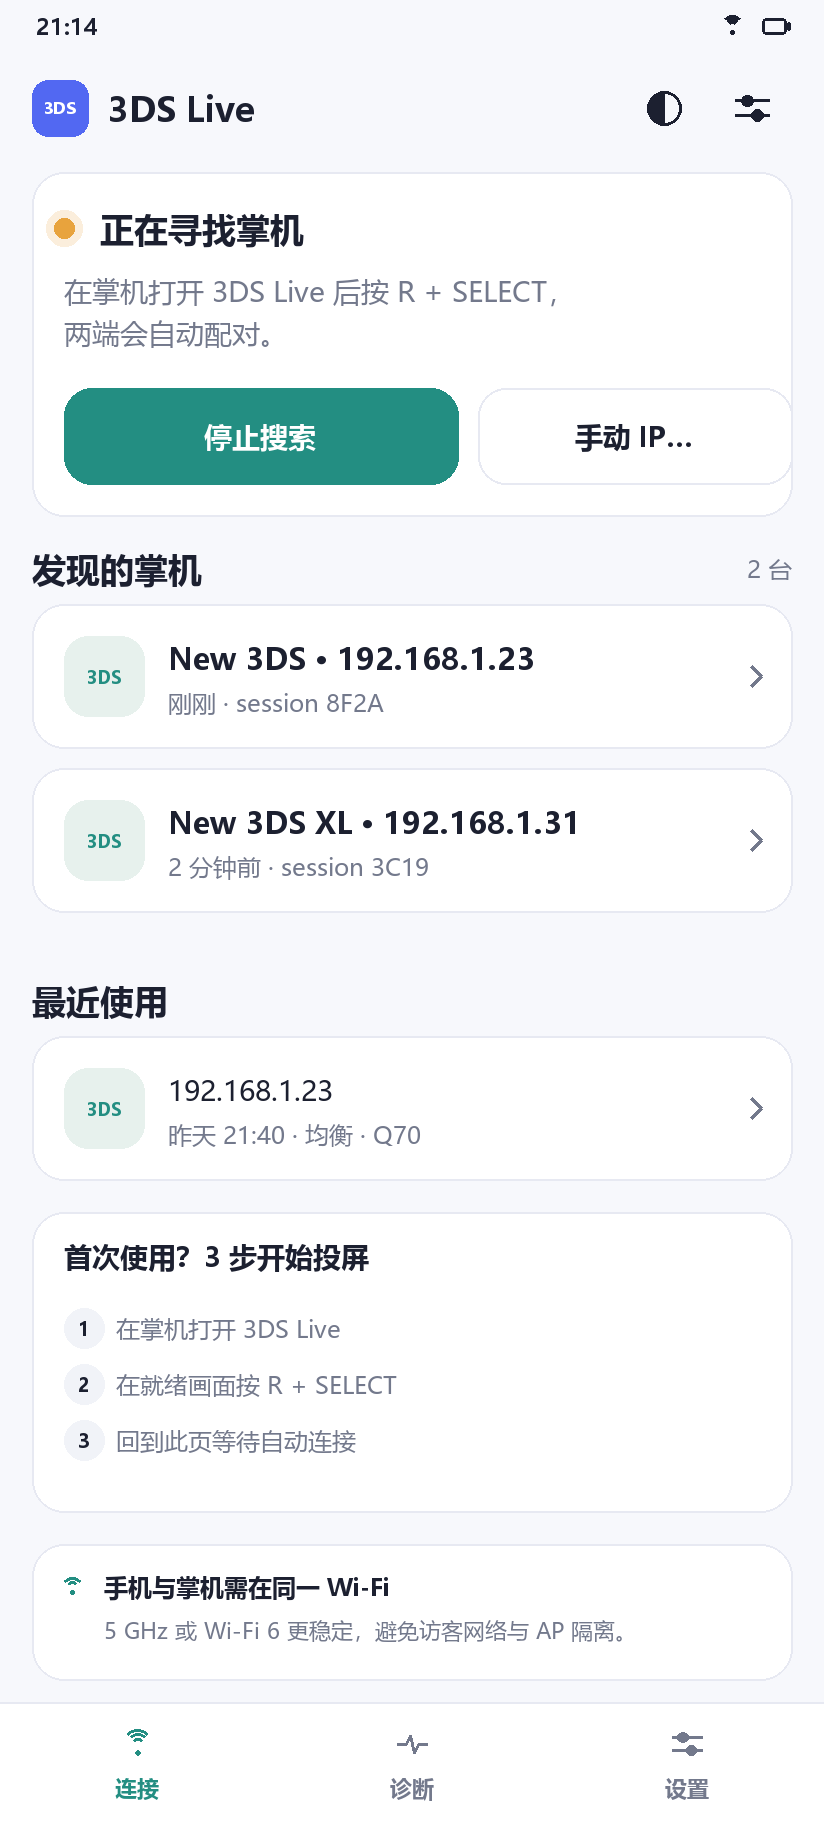 21:14
3DS
3DS Live
正在寻找掌机
在掌机打开 3DS Live 后按 R + SELECT，
两端会自动配对。
停止搜索
手动 IP...
发现的掌机
2 台
3DS
New 3DS • 192.168.1.23
刚刚 · session 8F2A
3DS
New 3DS XL • 192.168.1.31
2 分钟前 · session 3C19
最近使用
3DS
192.168.1.23
昨天 21:40 · 均衡 · Q70
首次使用？3 步开始投屏
1 在掌机打开 3DS Live
2 在就绪画面按 R + SELECT
3 回到此页等待自动连接
手机与掌机需在同一 Wi-Fi
5 GHz 或 Wi-Fi 6 更稳定，避免访客网络与 AP 隔离。
连接
诊断
设置